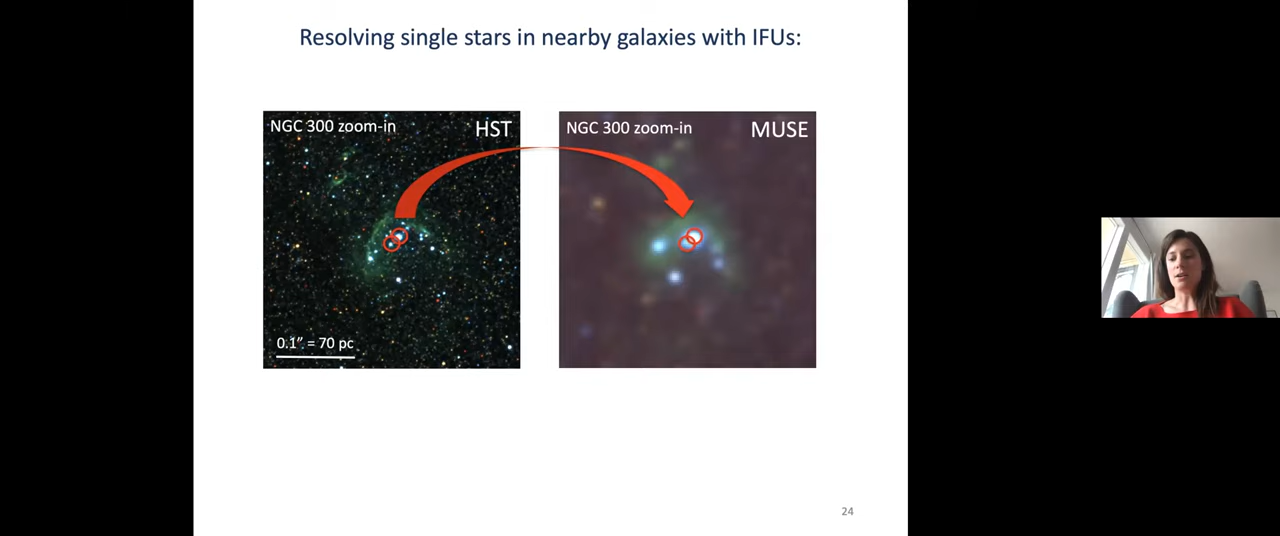 Resolving single stars in nearby galaxies with IFUs:
NGC 300 zoom-in
HST
NGC 300 zoom-in
MUSE
0.1″ = 70 pc
24